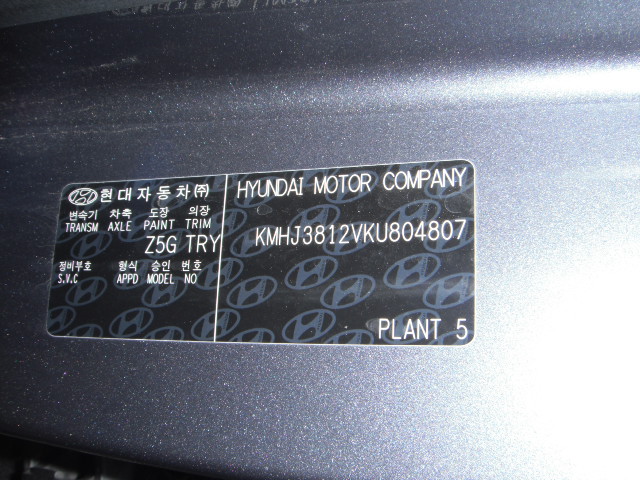 현대자동차㈜
변속기 차축 도장 의장
TRANSM AXLE PAINT TRIM
Z5G TRY
정비부호 형식 승인 번호
S.V.C APPD MODEL NO
HYUNDAI MOTOR COMPANY
KMHJ3812VKU804807
PLANT 5